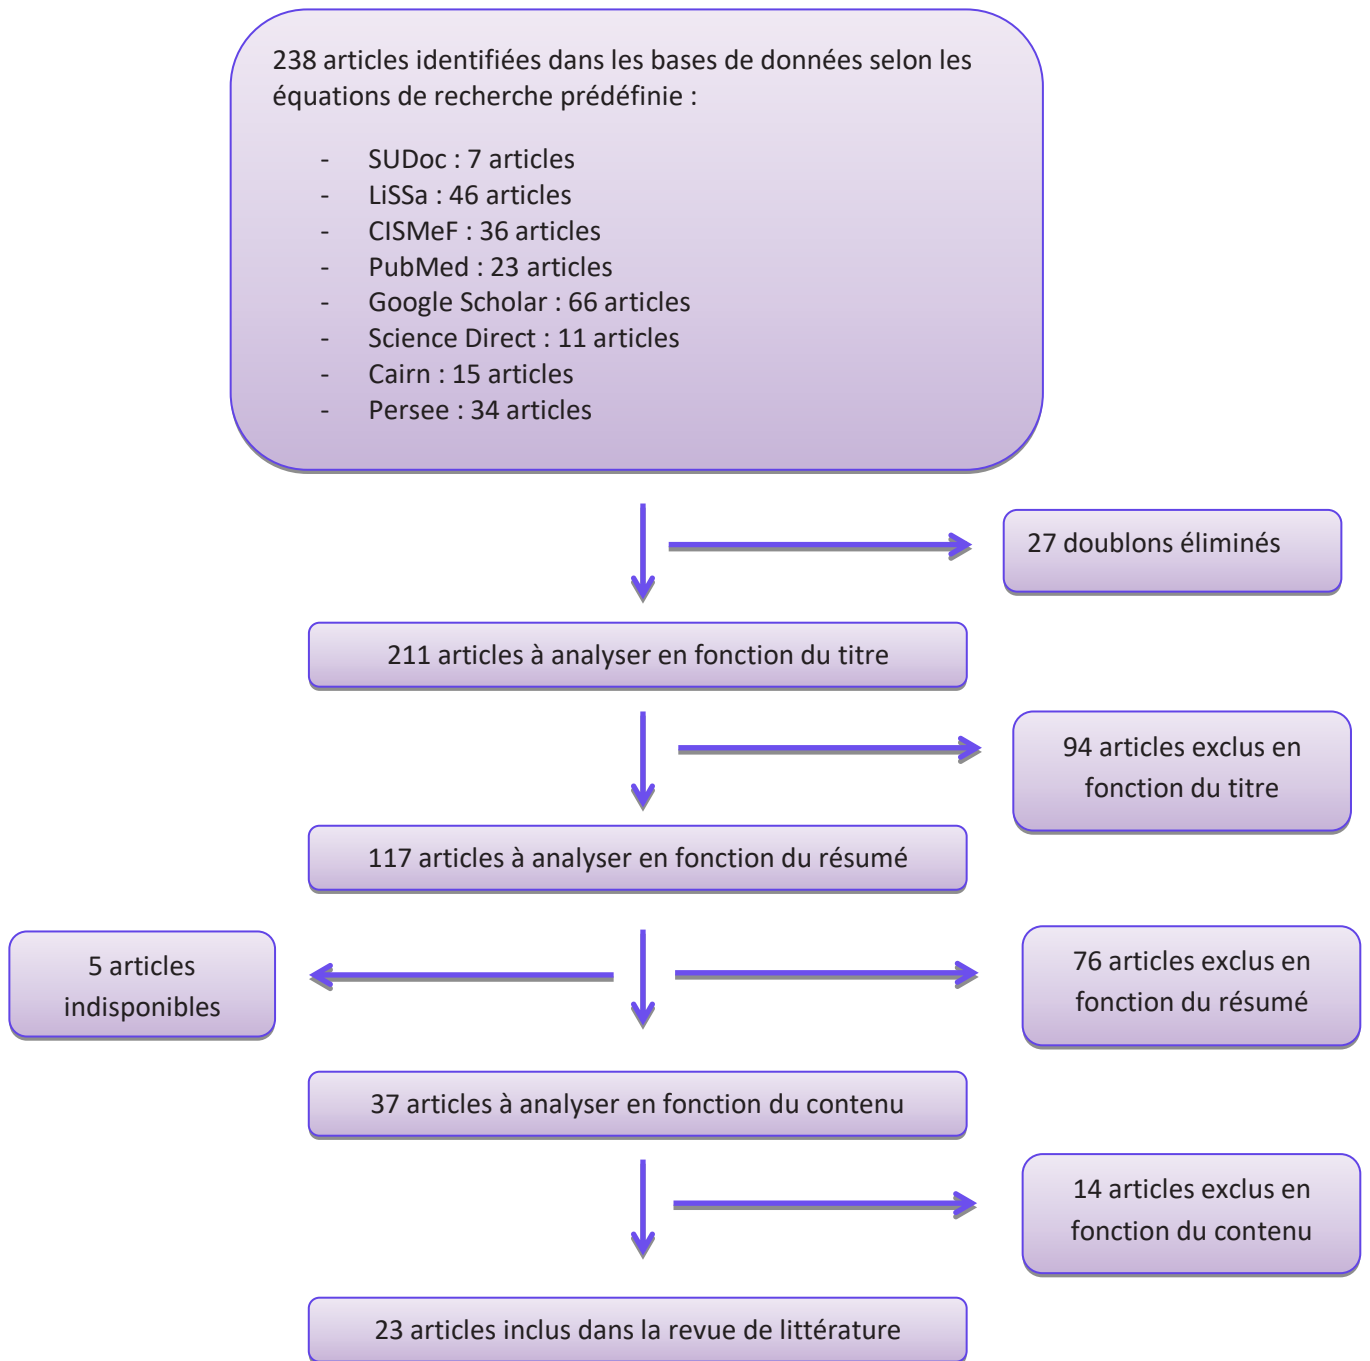 238 articles identifiées dans les bases de données selon les
équations de recherche prédéfinie :
- SUDoc : 7 articles
- LiSSa : 46 articles
- CISMeF : 36 articles
- PubMed : 23 articles
- Google Scholar : 66 articles
- Science Direct : 11 articles
- Cairn : 15 articles
- Persee : 34 articles
27 doublons éliminés
211 articles à analyser en fonction du titre
94 articles exclus en
fonction du titre
117 articles à analyser en fonction du résumé
5 articles
indisponibles
76 articles exclus en
fonction du résumé
37 articles à analyser en fonction du contenu
14 articles exclus en
fonction du contenu
23 articles inclus dans la revue de littérature